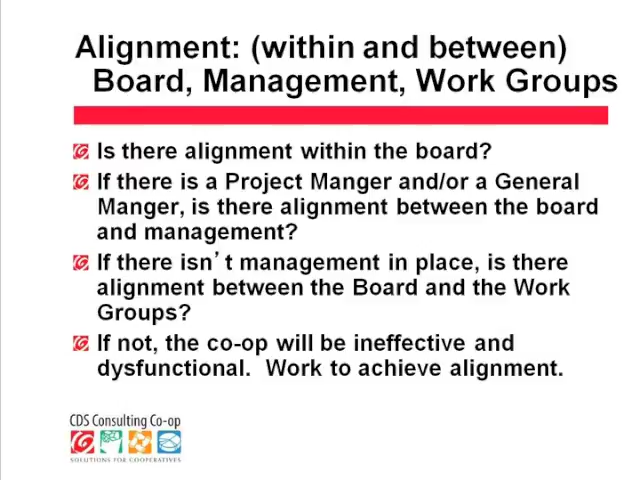 Alignment: (within and between)
Board, Management, Work Groups
Is there alignment within the board?
If there is a Project Manger and/or a General
Manger, is there alignment between the board
and management?
If there isn't management in place, is there
alignment between the Board and the Work
Groups?
If not, the co-op will be ineffective and
dysfunctional. Work to achieve alignment.
CDS Consulting Co-op
SOLUTIONS FOR COOPERATIVES